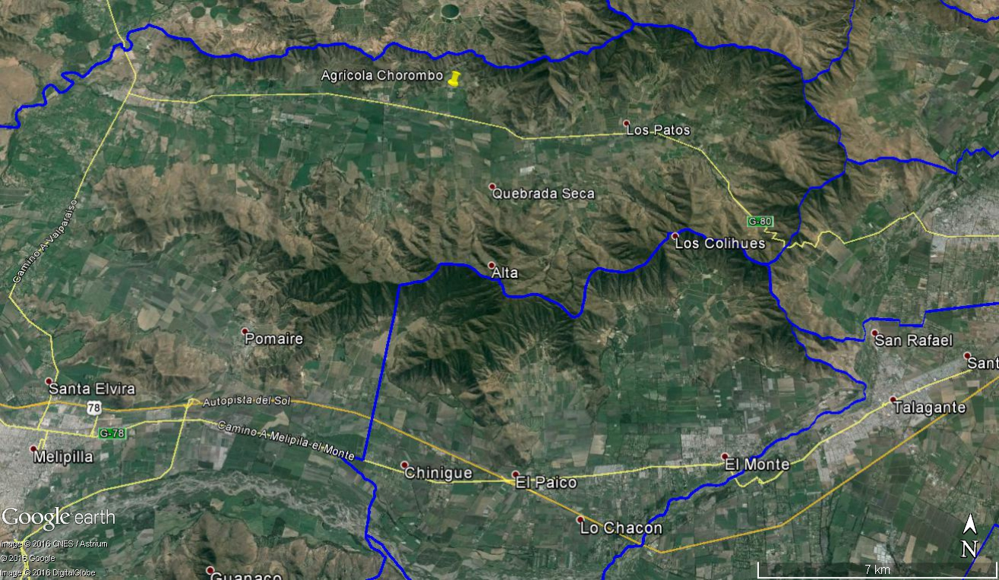 Agrícola Chorombo
Los Patos
Camino A Valparaíso
Quebrada Seca
G-80
Los Colihues
Alta
Pomaire
San Rafael
Sant
Santa Elvira
Autopista del Sol
78
Talagante
G-78
Camino A Melipila-el Monte
Melipilla
El Monte
Chinigue
El Paico
Lo Chacon
Google earth
Image © 2016 CNES / Astrium
© 2016 Google
Image © 2016 DigitalGlobe
Guanaco
N
7 km